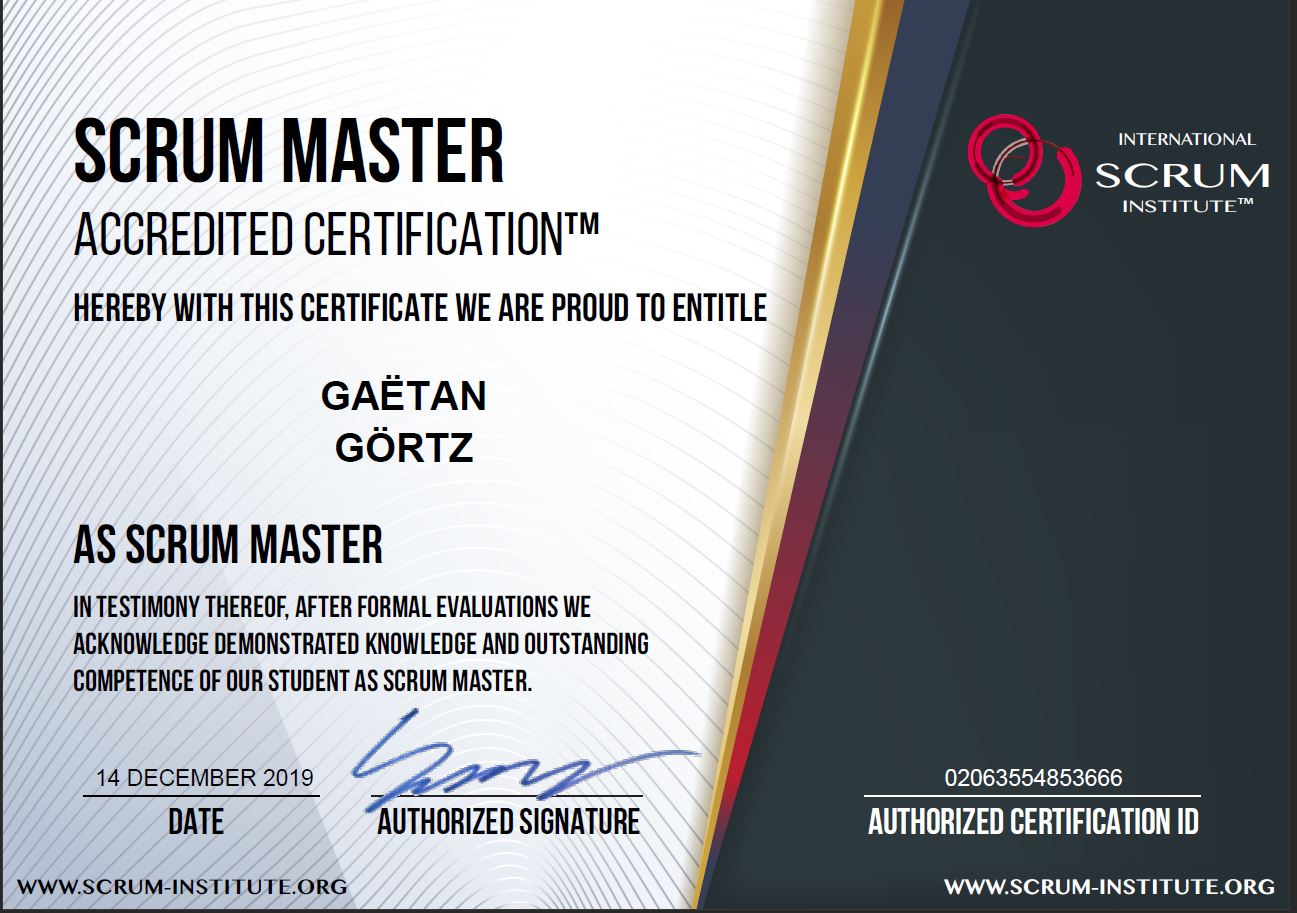 SCRUM MASTER
ACCREDITED CERTIFICATION™
HEREBY WITH THIS CERTIFICATE WE ARE PROUD TO ENTITLE
GAËTAN
GÖRTZ
AS SCRUM MASTER
IN TESTIMONY THEREOF, AFTER FORMAL EVALUATIONS WE
ACKNOWLEDGE DEMONSTRATED KNOWLEDGE AND OUTSTANDING
COMPETENCE OF OUR STUDENT AS SCRUM MASTER.
14 DECEMBER 2019
DATE
AUTHORIZED SIGNATURE
WWW.SCRUM-INSTITUTE.ORG
INTERNATIONAL
SCRUM
INSTITUTE™
02063554853666
AUTHORIZED CERTIFICATION ID
WWW.SCRUM-INSTITUTE.ORG